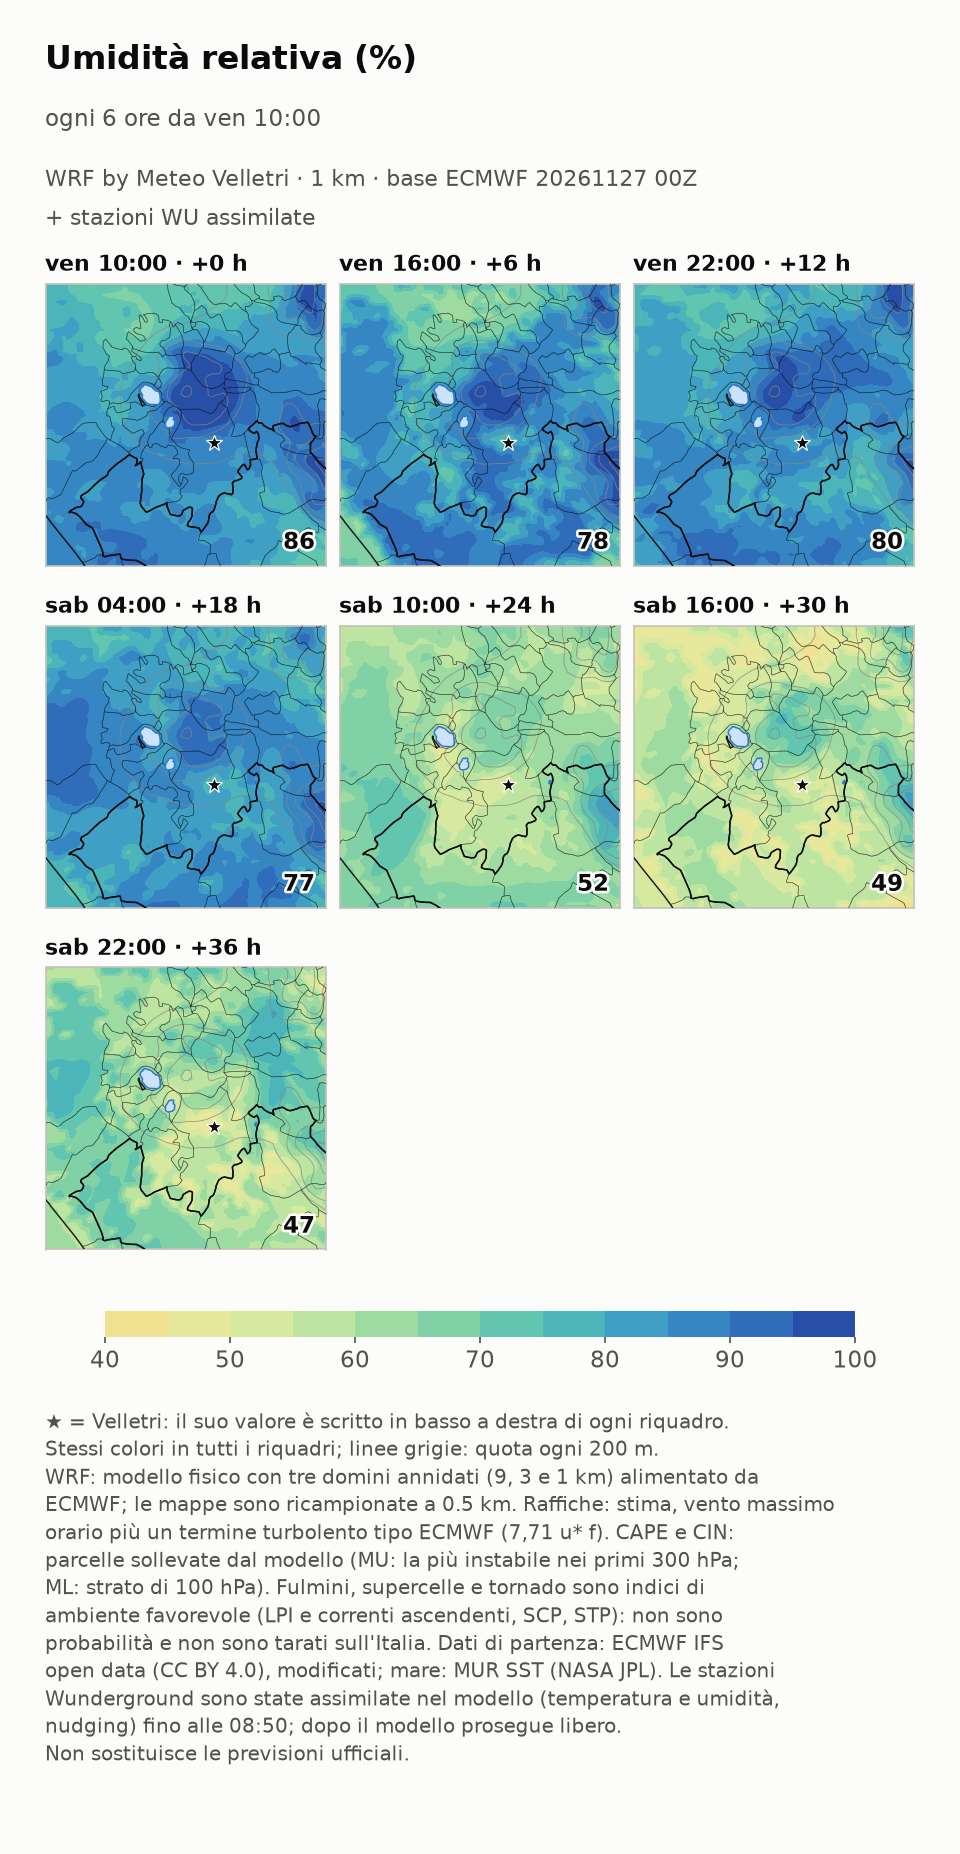 Umidità relativa (%)
ogni 6 ore da ven 10:00
WRF by Meteo Velletri · 1 km · base ECMWF 20261127 00Z
+ stazioni WU assimilate
ven 10:00 · +0 h
ven 16:00 · +6 h
ven 22:00 · +12 h
86
78
80
sab 04:00 · +18 h
sab 10:00 · +24 h
sab 16:00 · +30 h
77
52
49
sab 22:00 · +36 h
47
40 50 60 70 80 90 100
★ = Velletri: il suo valore è scritto in basso a destra di ogni riquadro.
Stessi colori in tutti i riquadri; linee grigie: quota ogni 200 m.
WRF: modello fisico con tre domini annidati (9, 3 e 1 km) alimentato da
ECMWF; le mappe sono ricampionate a 0.5 km. Raffiche: stima, vento massimo
orario più un termine turbolento tipo ECMWF (7,71 u* f). CAPE e CIN:
parcelle sollevate dal modello (MU: la più instabile nei primi 300 hPa;
ML: strato di 100 hPa). Fulmini, supercelle e tornado sono indici di
ambiente favorevole (LPI e correnti ascendenti, SCP, STP): non sono
probabilità e non sono tarati sull'Italia. Dati di partenza: ECMWF IFS
open data (CC BY 4.0), modificati; mare: MUR SST (NASA JPL). Le stazioni
Wunderground sono state assimilate nel modello (temperatura e umidità,
nudging) fino alle 08:50; dopo il modello prosegue libero.
Non sostituisce le previsioni ufficiali.